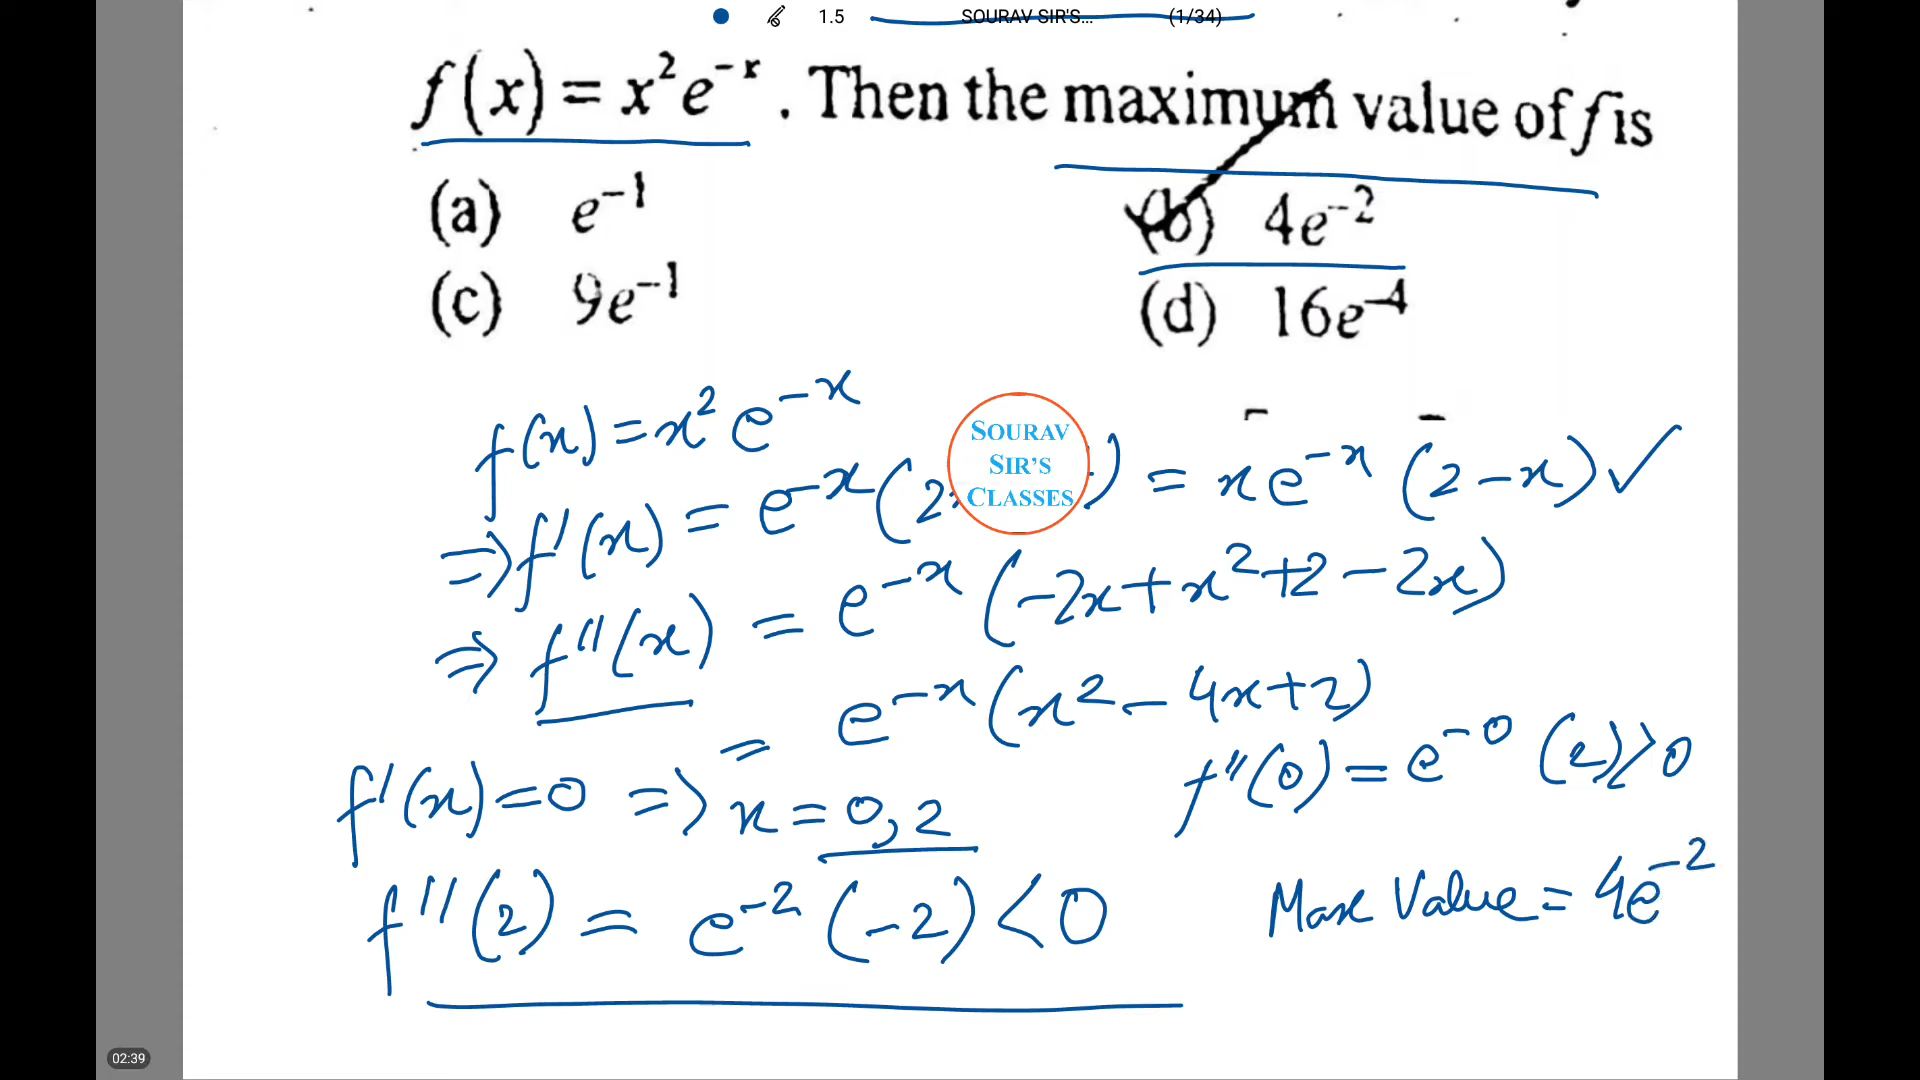 1.5 SOURAV SIR'S... (1/34)
f(x) = x²e⁻ˣ . Then the maximum value of f is
(a) e⁻¹ (b) 4e⁻²
(c) 9e⁻¹ (d) 16e⁻⁴
f(x) = x² e⁻ˣ
SOURAV
SIR'S
CLASSES
⇒ f'(x) = e⁻ˣ (2 ) = x e⁻ˣ (2 − x) ✓
⇒ f''(x) = e⁻ˣ (−2x + x² + 2 − 2x)
= e⁻ˣ (x² − 4x + 2)
f'(x) = 0 ⇒ x = 0, 2
f''(0) = e⁻⁰ (2) > 0
f''(2) = e⁻² (−2) < 0
Max Value = 4e⁻²
02:39